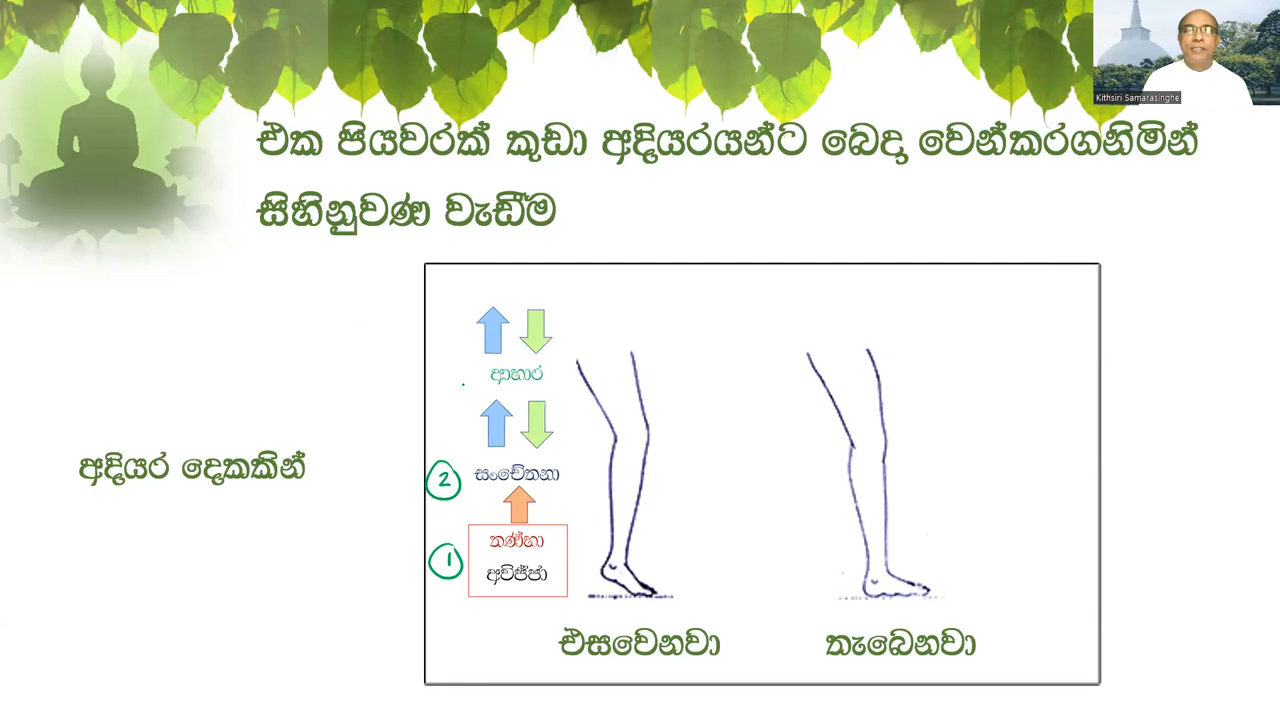 Kithsiri Samarasinghe
එක පියවරක් කුඩා අදියරයන්ට බෙදා වෙන්කරගනිමින්
සිහිනුවණ වැඩීම
ආහාර
අදියර දෙකකින්
2 සංචේතනා
1 තණ්හා
අවිජ්ජා
එසවෙනවා
තැබෙනවා